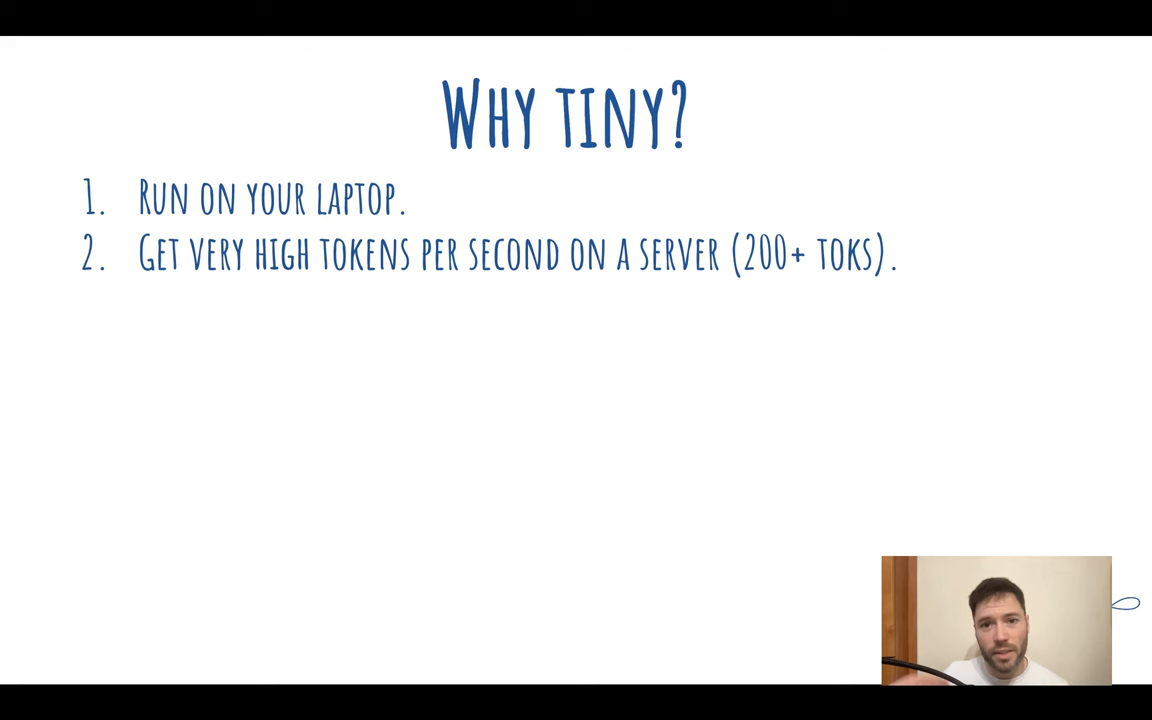 Why tiny?
1. Run on your laptop.
2. Get very high tokens per second on a server (200+ toks).